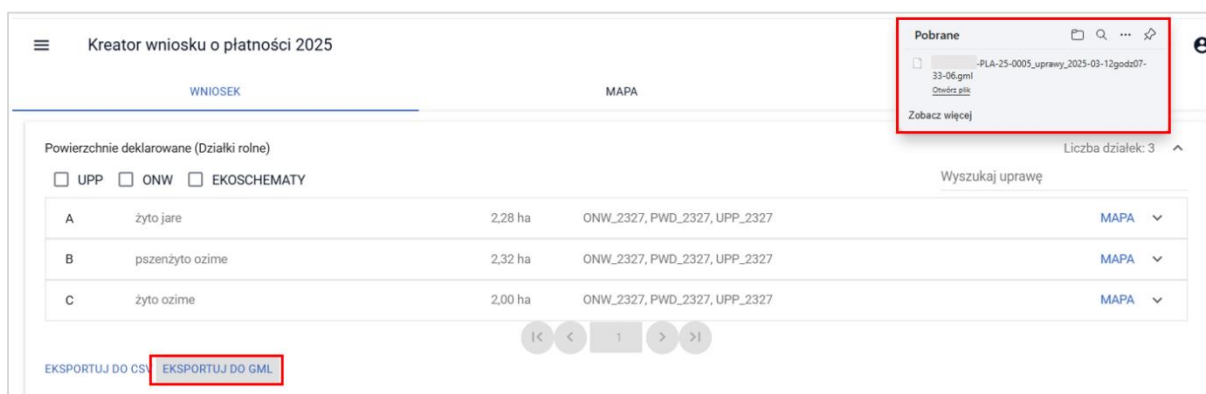 Kreator wniosku o płatności 2025
Pobrane
-PLA-25-0005_uprawy_2025-03-12godz07-
33-06.gml
Otwórz plik
Zobacz więcej
WNIOSEK MAPA
Powierzchnie deklarowane (Działki rolne) Liczba działek: 3
UPP ONW EKOSCHEMATY Wyszukaj uprawę
A żyto jare 2,28 ha ONW_2327, PWD_2327, UPP_2327 MAPA
B pszenżyto ozime 2,32 ha ONW_2327, PWD_2327, UPP_2327 MAPA
C żyto ozime 2,00 ha ONW_2327, PWD_2327, UPP_2327 MAPA
1
EKSPORTUJ DO CSV EKSPORTUJ DO GML